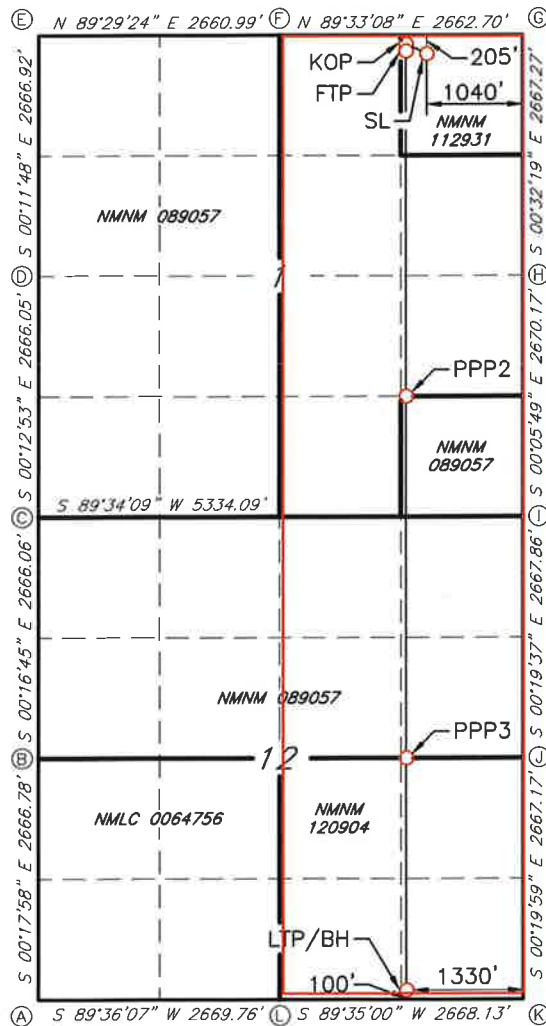 Ⓔ N 89°29'24" E 2660.99' Ⓕ N 89°33'08" E 2662.70' Ⓖ
KOP
205'
FTP
SL
1040'
NMNM
112931
S 00°11'48" E 2666.92'
S 00°32'19" E 2667.27'
NMNM 089057
Ⓓ
1
Ⓗ
S 00°12'53" E 2666.05'
S 00°05'49" E 2670.17'
PPP2
NMNM
089057
Ⓒ S 89°34'09" W 5334.09' Ⓘ
S 00°16'45" E 2666.06'
S 00°19'37" E 2667.86'
NMNM 089057
PPP3
Ⓑ
12
Ⓙ
NMLC 0064756
NMNM
120904
S 00°17'58" E 2666.78'
S 00°19'59" E 2667.17'
LTP/BH
100'
1330'
Ⓐ S 89°36'07" W 2669.76' Ⓛ S 89°35'00" W 2668.13' Ⓚ